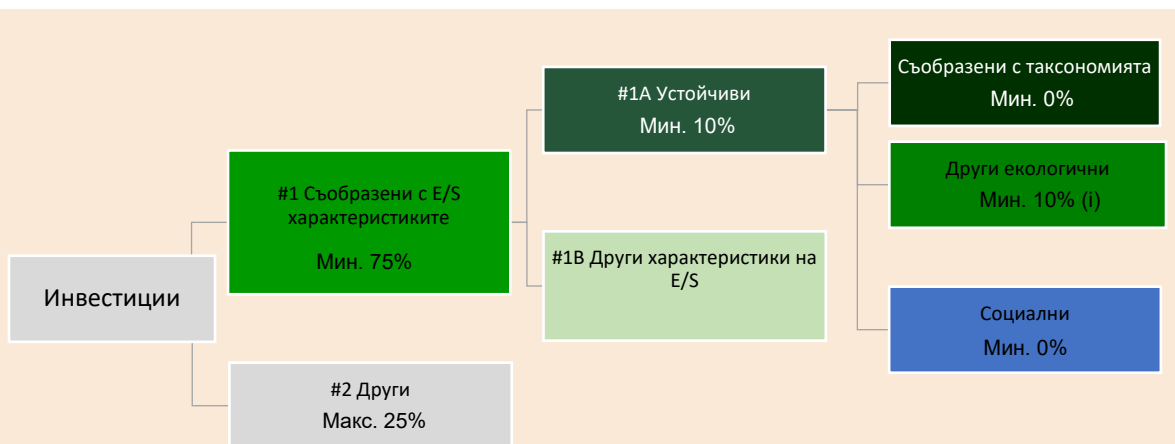 Инвестиции
#1 Съобразени с E/S
характеристиките
Мин. 75%
#2 Други
Макс. 25%
#1A Устойчиви
Мин. 10%
#1B Други характеристики на
E/S
Съобразени с таксономията
Мин. 0%
Други екологични
Мин. 10% (i)
Социални
Мин. 0%